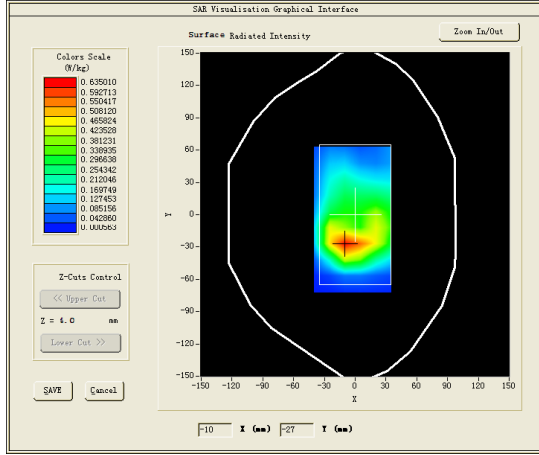 SAR Visualisation Graphical Interface
Surface Radiated Intensity
Zoom In/Out
Colors Scale
(W/kg)
0.635010
0.592713
0.550417
0.508120
0.465824
0.423528
0.381231
0.338935
0.296638
0.254342
0.212046
0.169749
0.127453
0.085156
0.042860
0.000563
Z-Cuts Control
<< Upper Cut
Z = 4.0 mm
Lower Cut >>
SAVE
Cancel
150
120
90
60
30
0
-30
-60
-90
-120
-150
Y
-150 -120 -90 -60 -30 0 30 60 90 120 150
X
-10 X (mm) -27 Y (mm)